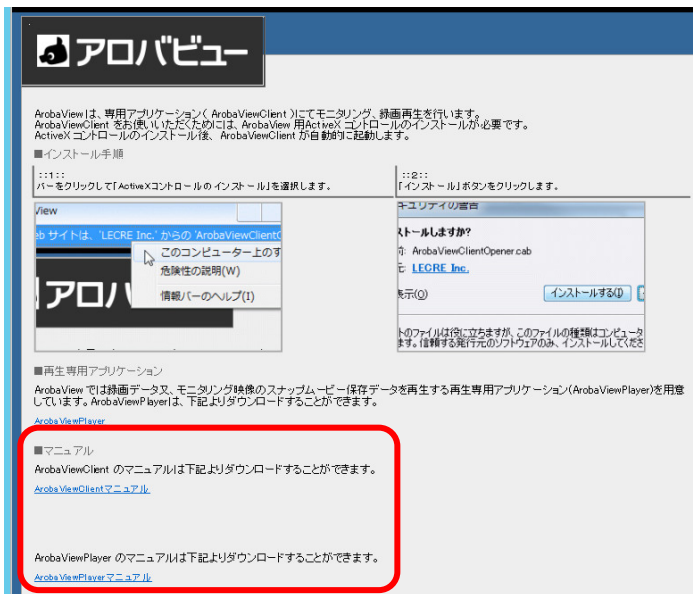 アロバビュー
ArobaViewは、専用アプリケーション( ArobaViewClient )にてモニタリング、録画再生を行います。
ArobaViewClient をお使いいただくためには、ArobaView 用ActiveX コントロールのインストールが必要です。
ActiveX コントロールのインストール後、ArobaViewClient が自動的に起動します。
■インストール手順
::1::
バーをクリックして「ActiveXコントロールのインストール」を選択します。
::2::
「インストール」ボタンをクリックします。
View
eb サイトは、'LECRE Inc.' からの 'ArobaViewClientO
このコンピューター上のす
危険性の説明(W)
情報バーのヘルプ(I)
アロバ
キュリティの警告
ストールしますか?
前: ArobaViewClientOpener.cab
元: LECRE Inc.
表示(O)
インストールする(I)
トのファイルは役に立ちますが、このファイルの種類はコンピュータ
ます。信頼する発行元のソフトウェアのみ、インストールしてくださ
■再生専用アプリケーション
ArobaView では録画データ又、モニタリング映像のスナップムービー保存データを再生する再生専用アプリケーション(ArobaViewPlayer)を用意
しています。ArobaViewPlayerは、下記よりダウンロードすることができます。
ArobaViewPlayer
■マニュアル
ArobaViewClient のマニュアルは下記よりダウンロードすることができます。
ArobaViewClientマニュアル
ArobaViewPlayer のマニュアルは下記よりダウンロードすることができます。
ArobaViewPlayerマニュアル